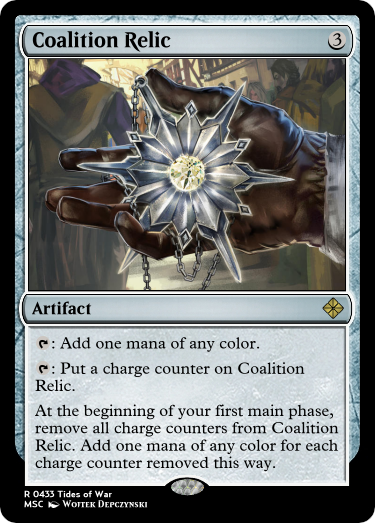 Coalition Relic 3
Artifact
: Add one mana of any color.
: Put a charge counter on Coalition
Relic.
At the beginning of your first main phase,
remove all charge counters from Coalition
Relic. Add one mana of any color for each
charge counter removed this way.
R 0433 Tides of War
MSC Wojtek Depczynski